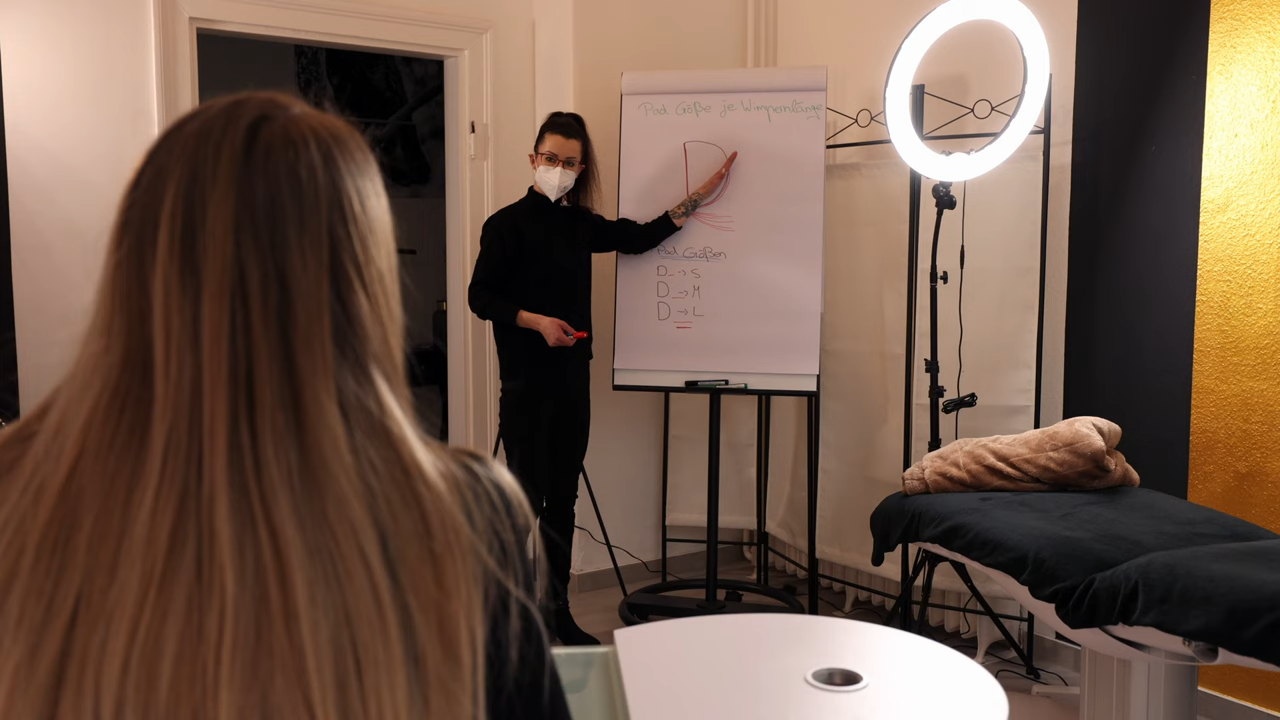 Pad Größe je Wimpernlänge
Pad Größen
D → S
D → M
D → L